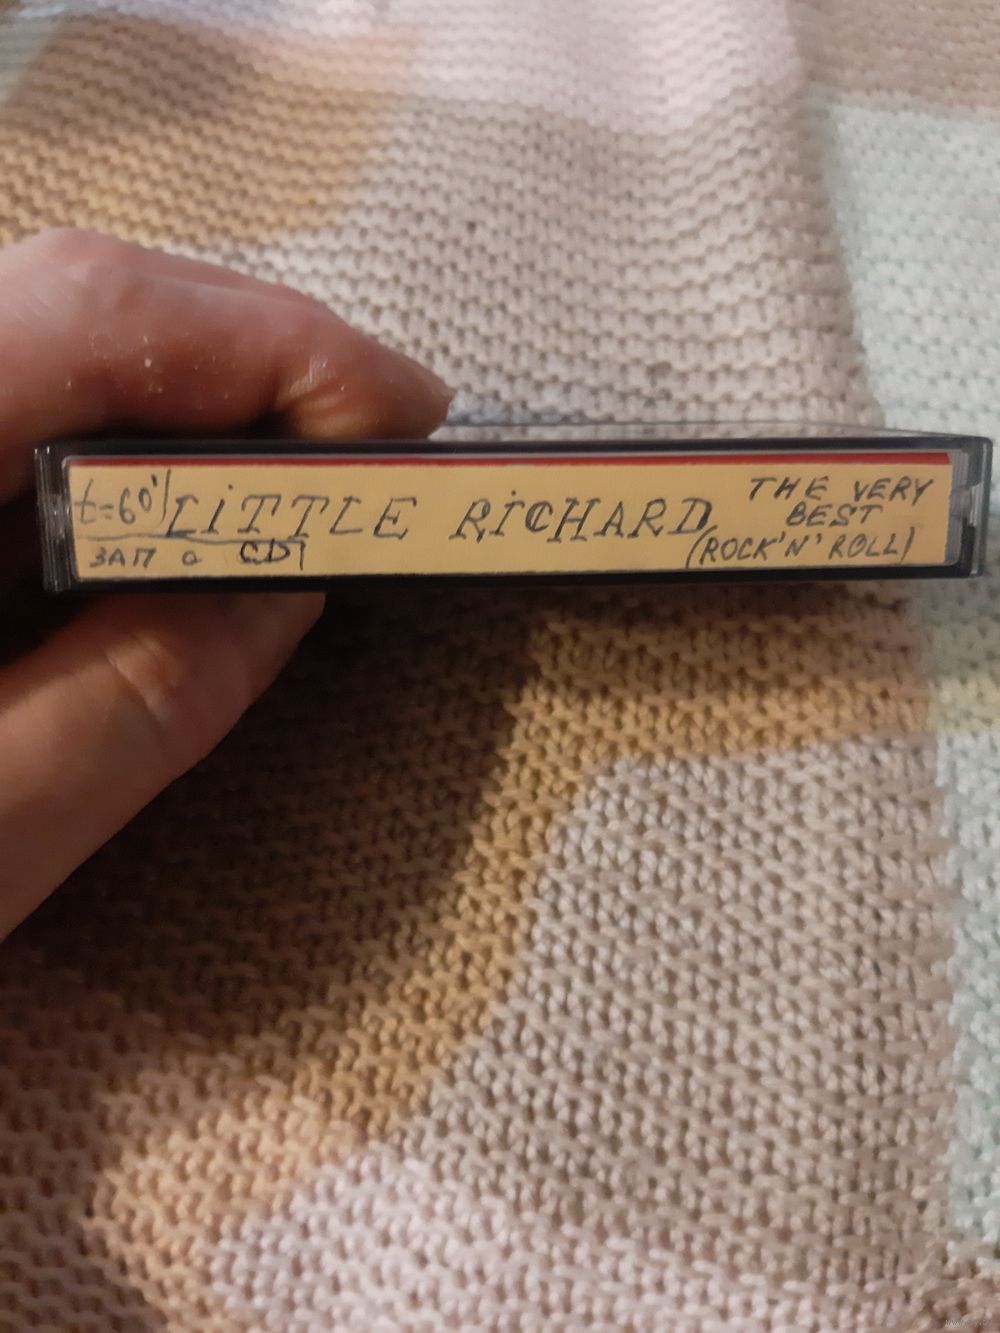 t=60'
ЗАП с CD
LiTTLE RiCHARD
THE VERY
BEST
(ROCK'N' ROLL)